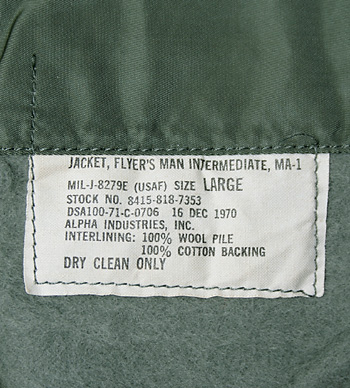 JACKET, FLYER'S MAN INTERMEDIATE, MA-1
MIL-J-8279E (USAF) SIZE LARGE
STOCK NO. 8415-818-7353
DSA100-71-C-0706 16 DEC 1970
ALPHA INDUSTRIES, INC.
INTERLINING: 100% WOOL PILE
100% COTTON BACKING
DRY CLEAN ONLY